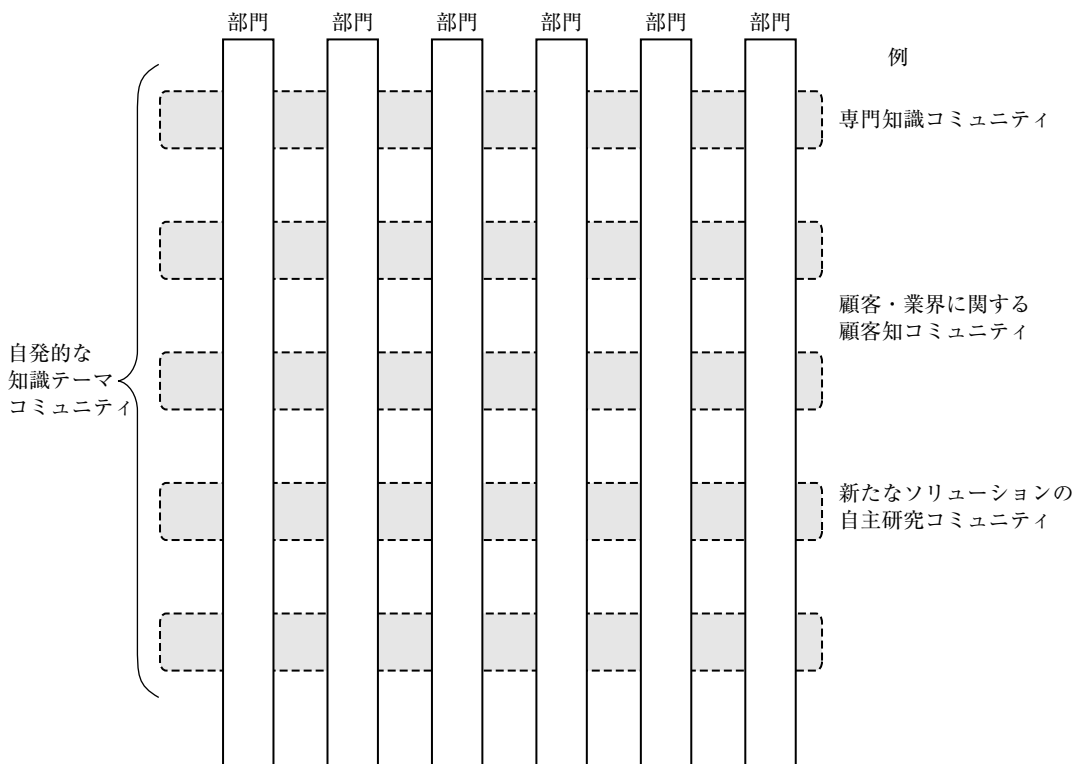 部門 部門 部門 部門 部門 部門
例
専門知識コミュニティ
顧客・業界に関する
顧客知コミュニティ
自発的な
知識テーマ
コミュニティ
新たなソリューションの
自主研究コミュニティ